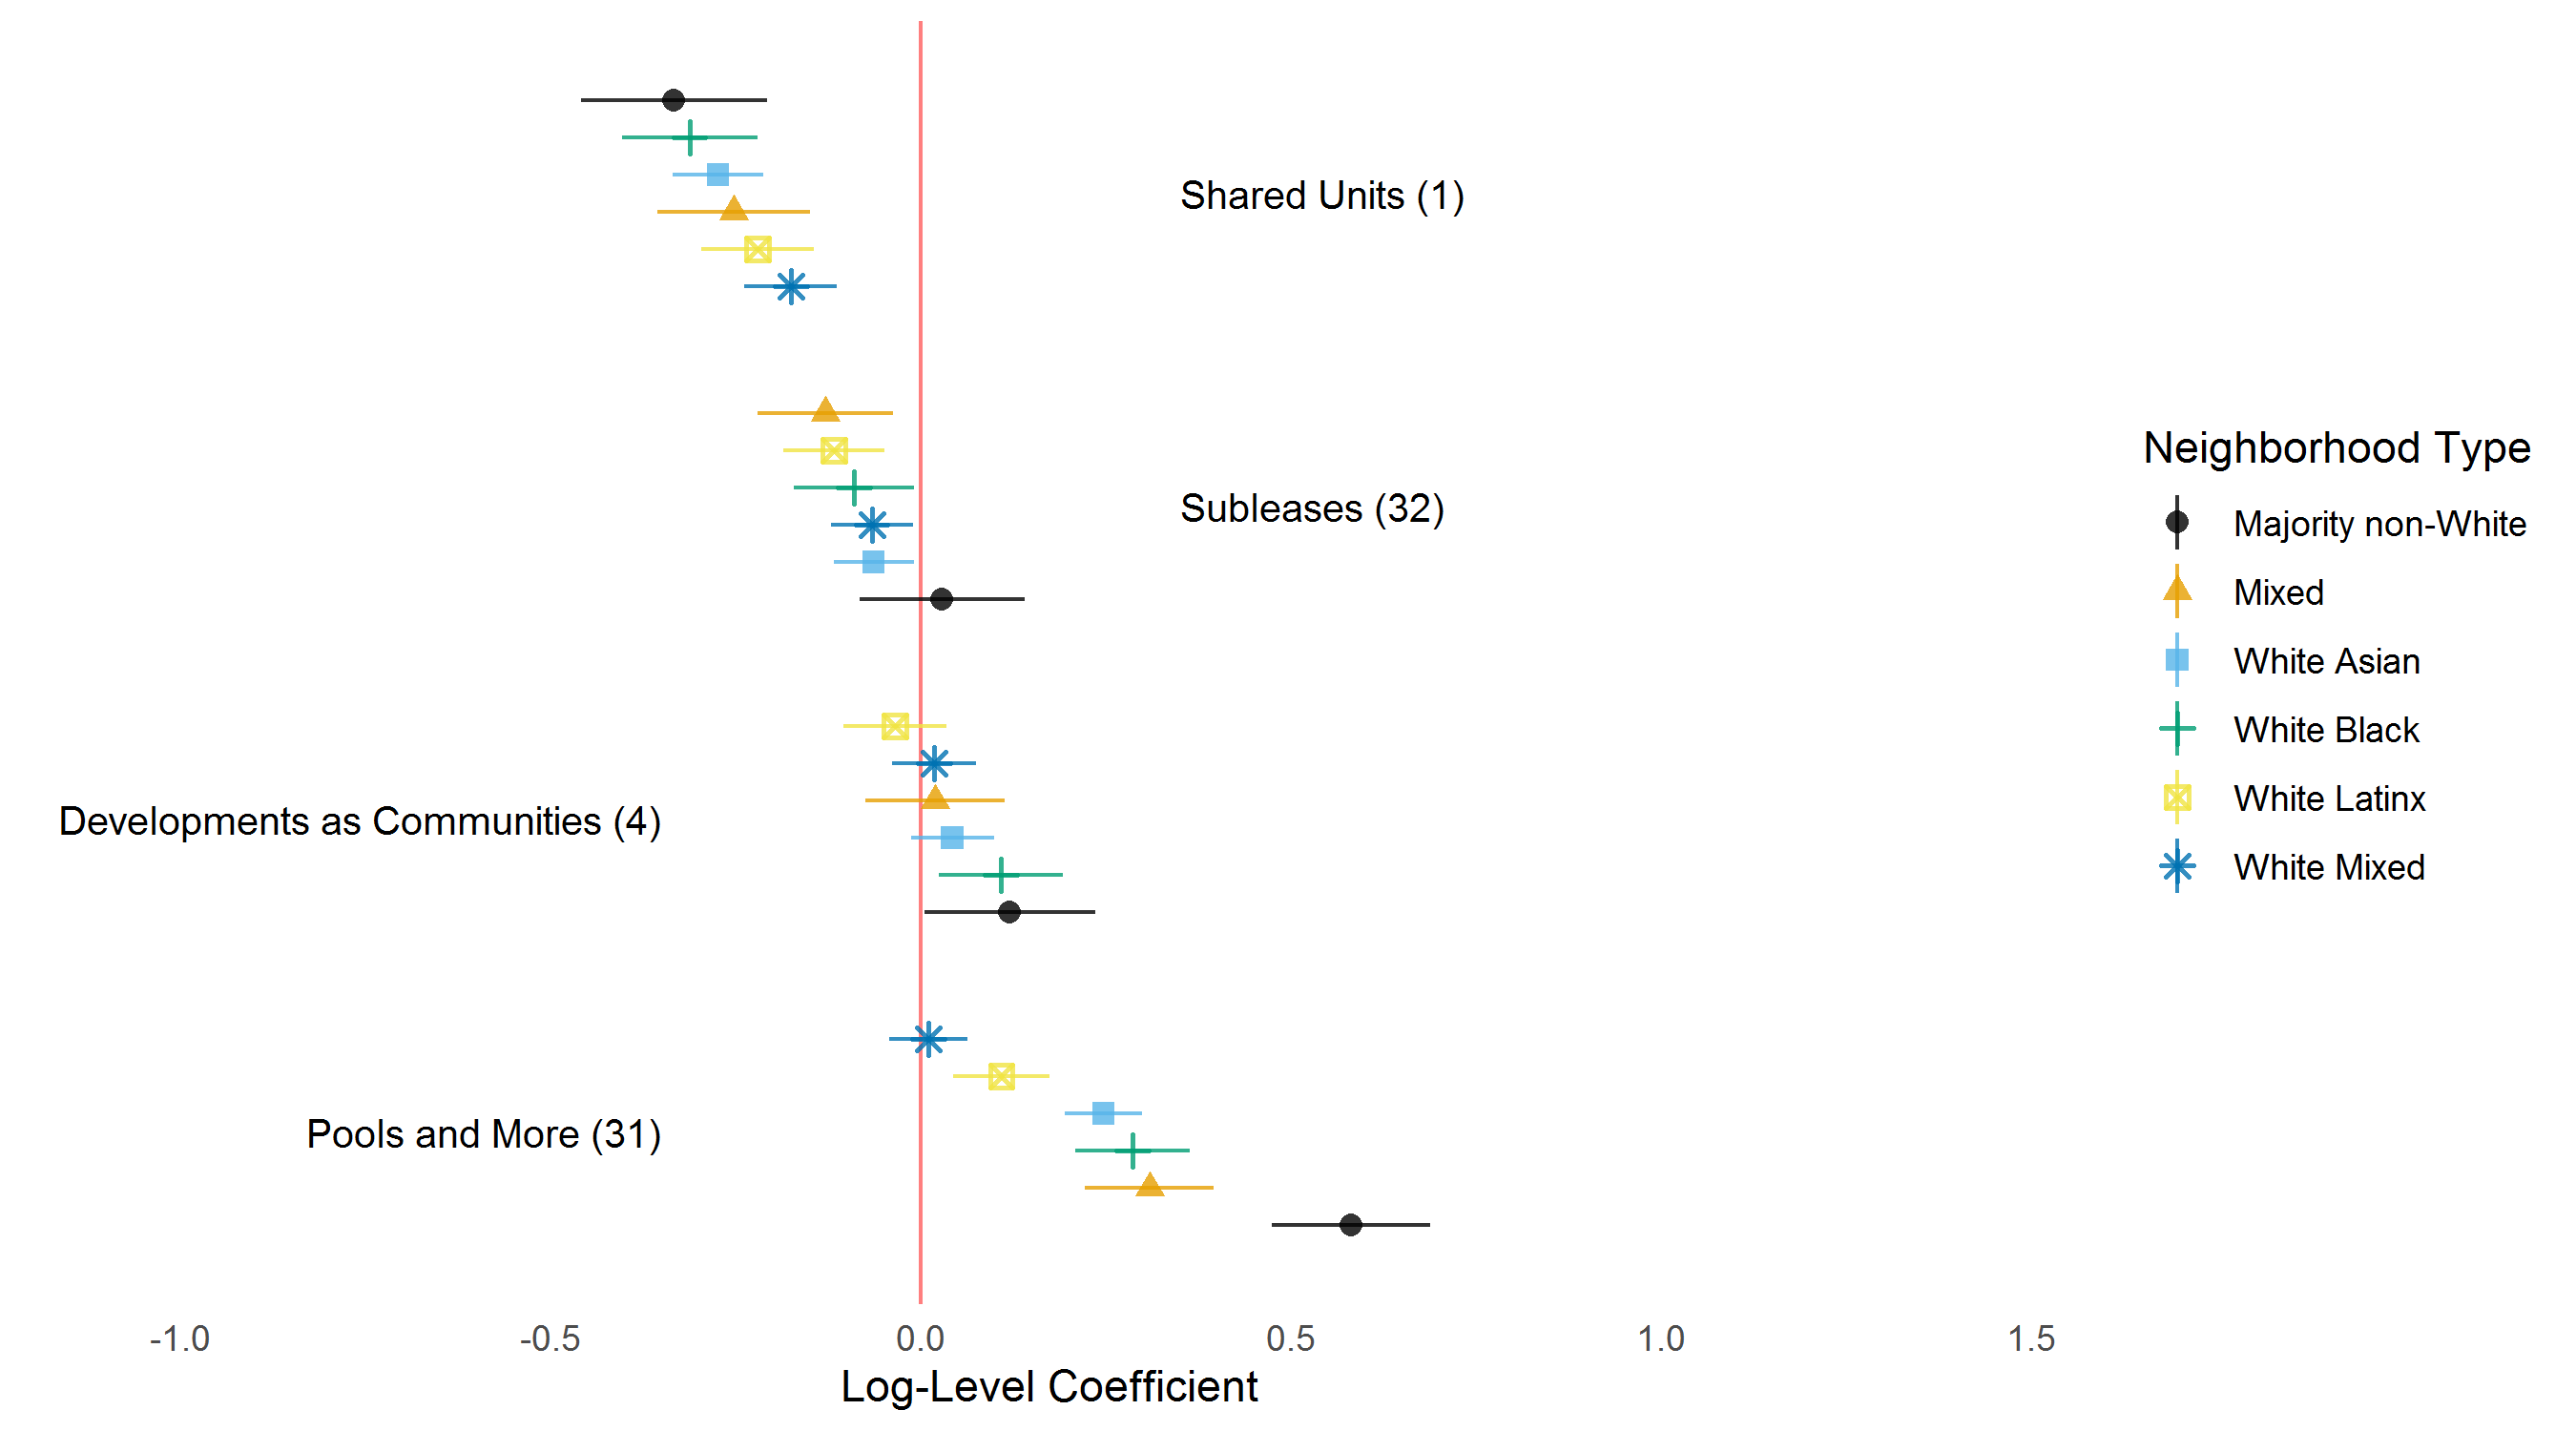 Shared Units (1)
Subleases (32)
Developments as Communities (4)
Pools and More (31)
-1.0
-0.5
0.0
0.5
1.0
1.5
Log-Level Coefficient
Neighborhood Type
Majority non-White
Mixed
White Asian
White Black
White Latinx
White Mixed